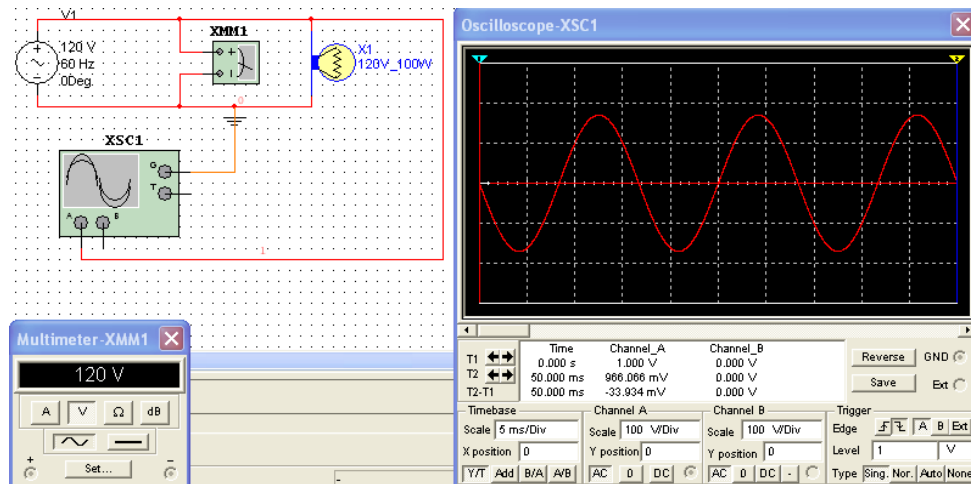 V1
120 V
60 Hz
0Deg
XMM1
X1
120V_100W
0
XSC1
G
T
A B
1
Multimeter-XMM1
120 V
A V Ω dB
+ Set... -
Oscilloscope-XSC1
Time Channel_A Channel_B
T1 0.000 s 1.000 V 0.000 V
T2 50.000 ms 966.066 mV 0.000 V
T2-T1 50.000 ms -33.934 mV 0.000 V
Reverse GND
Save Ext
Timebase
Scale 5 ms/Div
X position 0
Y/T Add B/A A/B
Channel A
Scale 100 V/Div
Y position 0
AC 0 DC
Channel B
Scale 100 V/Div
Y position 0
AC 0 DC -
Trigger
Edge A B Ext
Level 1 V
Type Sing. Nor. Auto None